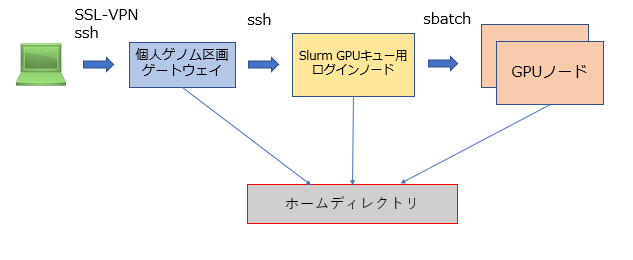 SSL-VPN
ssh
ssh
sbatch
個人ゲノム区画
ゲートウェイ
Slurm GPUキュー用
ログインノード
GPUノード
ホームディレクトリ